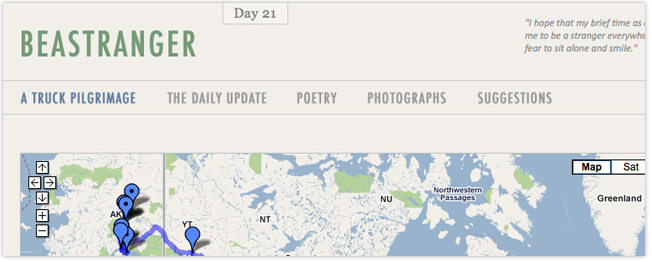 Day 21
BEASTRANGER
"I hope that my brief time as
me to be a stranger everywhe
fear to sit alone and smile."
A TRUCK PILGRIMAGE THE DAILY UPDATE POETRY PHOTOGRAPHS SUGGESTIONS
Map Sat
Northwestern
Passages
NU
Greenland
AK
YT
NT